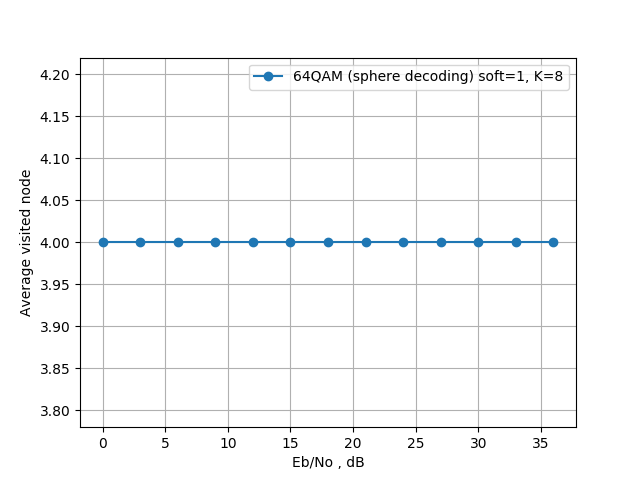 64QAM (sphere decoding) soft=1, K=8
Average visited node
4.20
4.15
4.10
4.05
4.00
3.95
3.90
3.85
3.80
0 5 10 15 20 25 30 35
Eb/No , dB